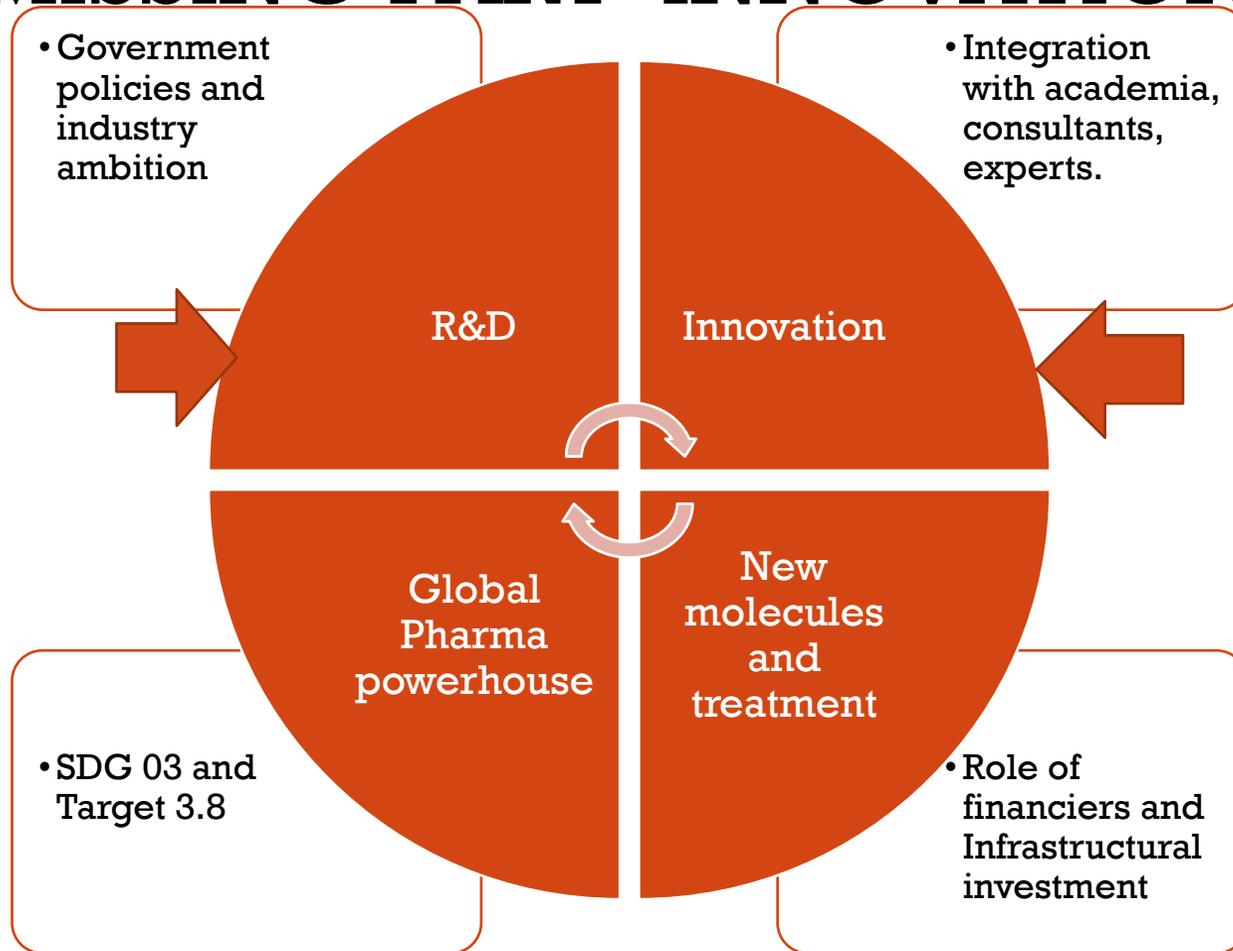 • Government
policies and
industry
ambition
• Integration
with academia,
consultants,
experts.
R&D
Innovation
Global
Pharma
powerhouse
New
molecules
and
treatment
• SDG 03 and
Target 3.8
• Role of
financiers and
Infrastructural
investment